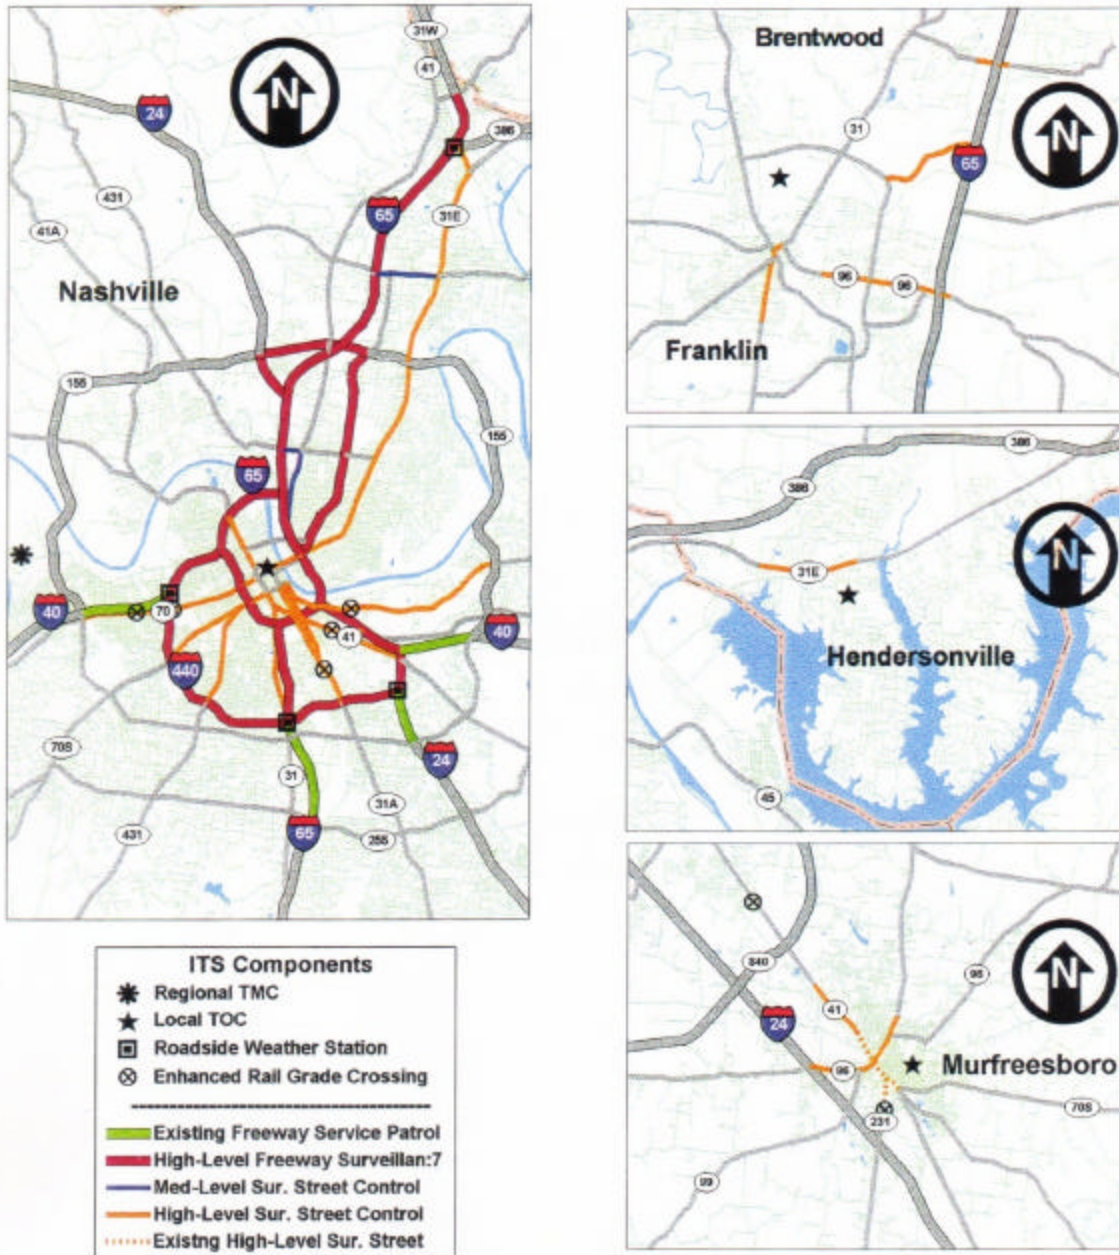 31W
41
N
24
386
431
65
31E
41A
Nashville
155
155
65
40
70
41
40
440
70S
24
31
31A
431
65
255
ITS Components
Regional TMC
Local TOC
Roadside Weather Station
Enhanced Rail Grade Crossing
Existing Freeway Service Patrol
High-Level Freeway Surveillan:7
Med-Level Sur. Street Control
High-Level Sur. Street Control
Existng High-Level Sur. Street
Brentwood
N
31
65
96 96
Franklin
386
386
N
31E
Hendersonville
45
840
96
N
41
24
96
Murfreesboro
70S
231
99